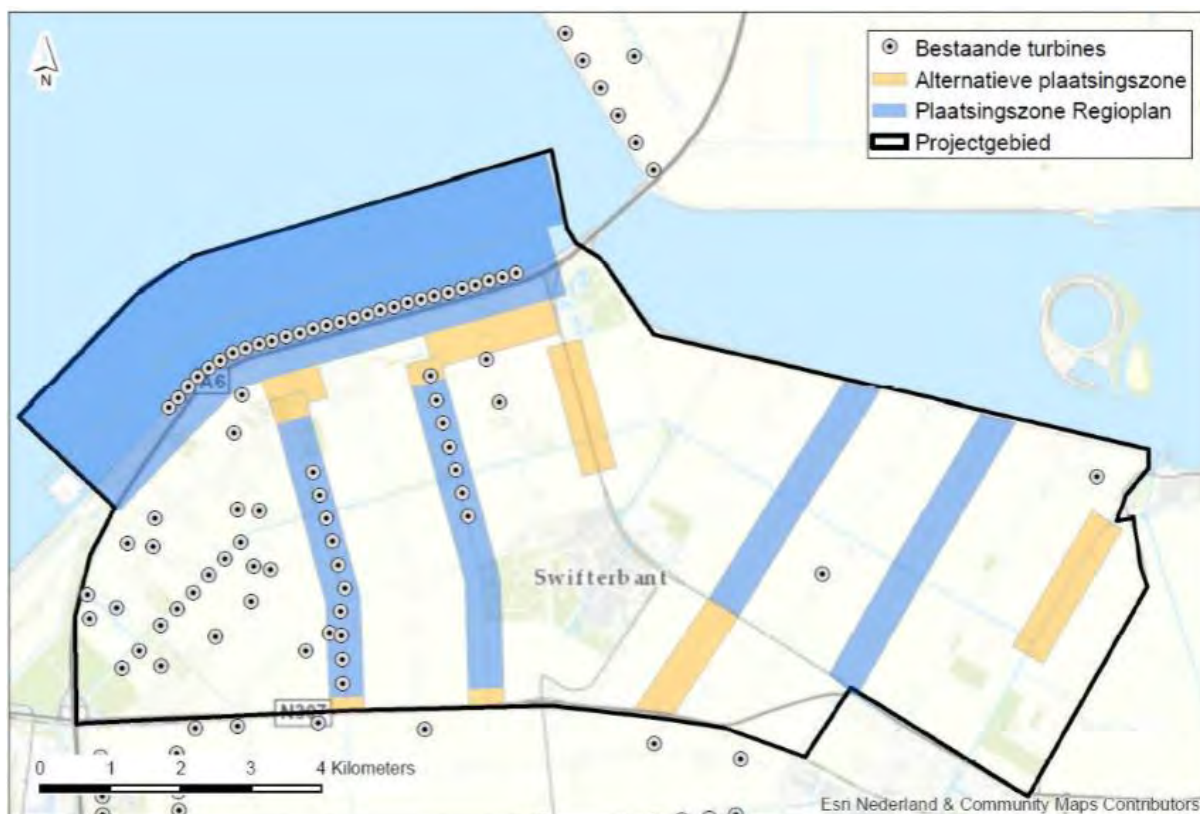 N
Bestaande turbines
Alternatieve plaatsingszone
Plaatsingszone Regioplan
Projectgebied
A6
Swifterbant
N307
0 1 2 3 4 Kilometers
Esri Nederland & Community Maps Contributors